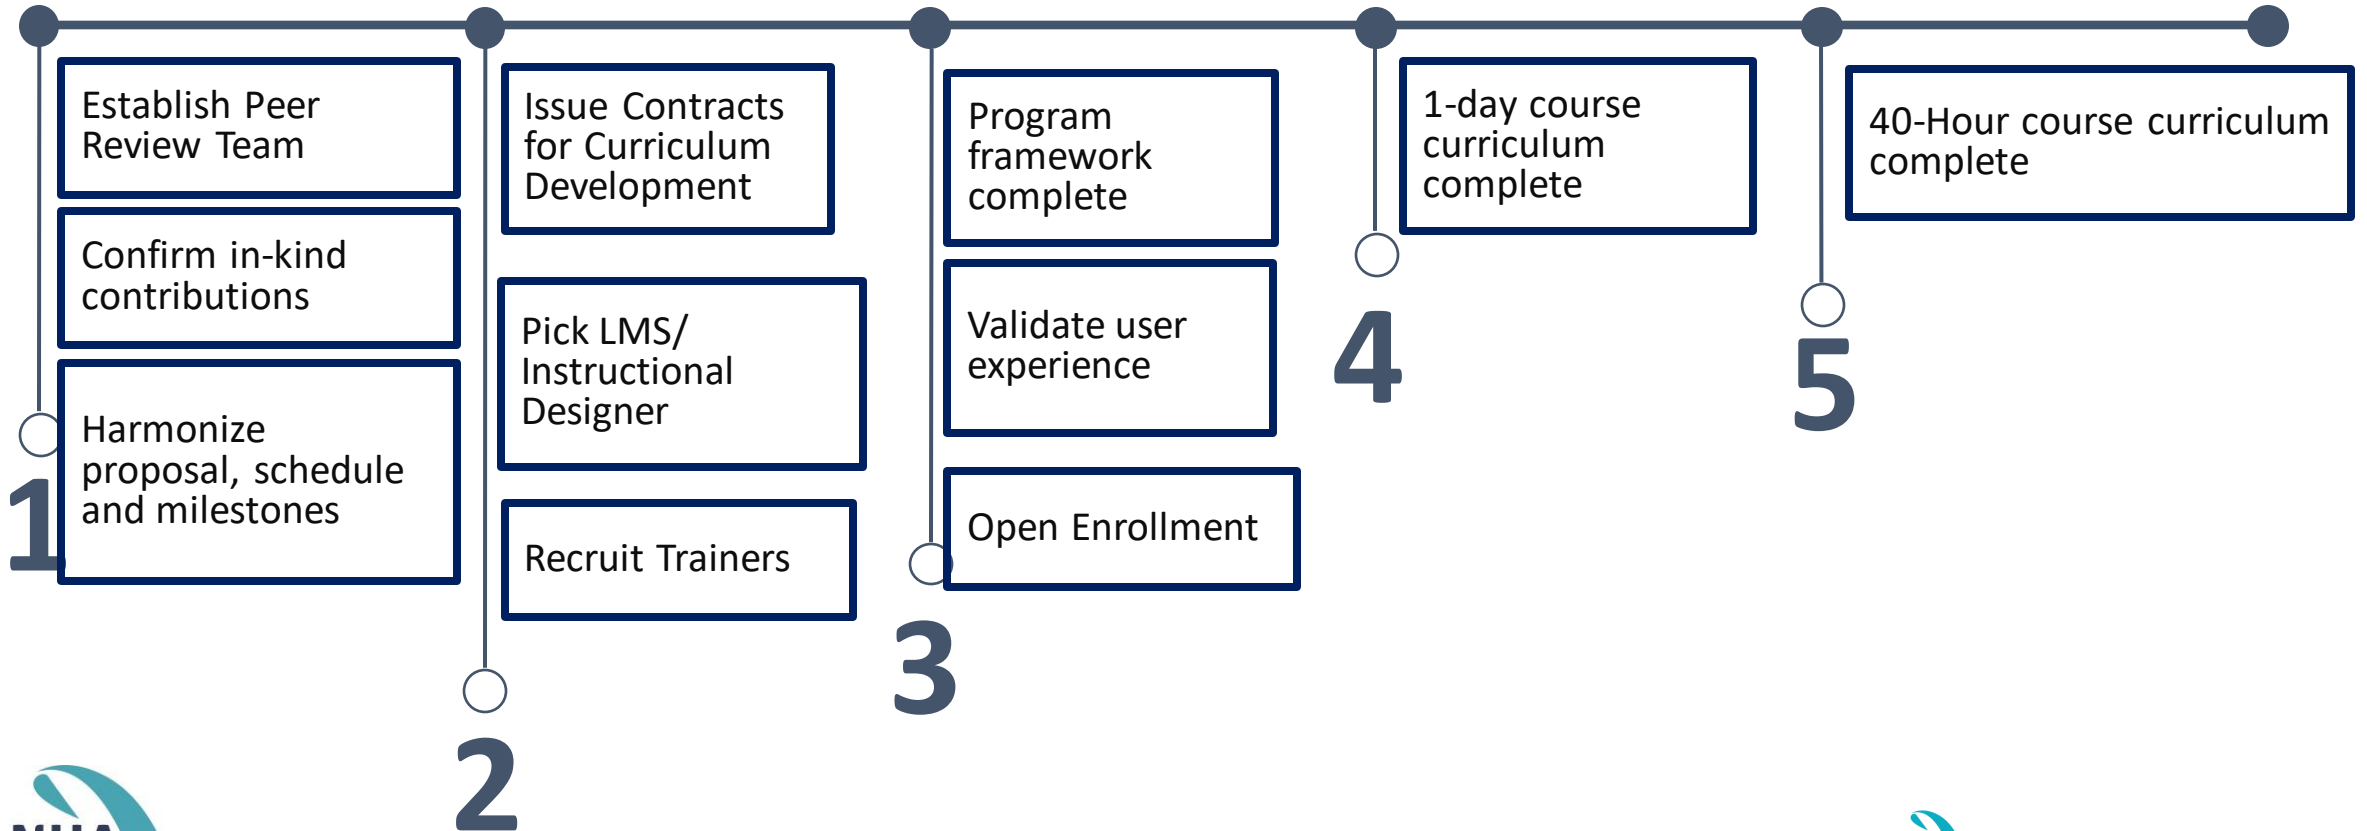 Establish Peer
Review Team
Confirm in-kind
contributions
Harmonize
proposal, schedule
and milestones
1
Issue Contracts
for Curriculum
Development
Pick LMS/
Instructional
Designer
Recruit Trainers
2
Program
framework
complete
Validate user
experience
Open Enrollment
3
1-day course
curriculum
complete
4
40-Hour course curriculum
complete
5